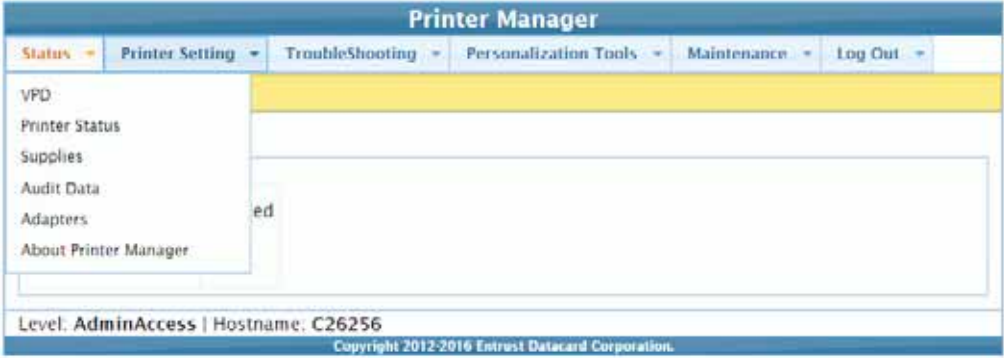 Printer Manager
Status Printer Setting TroubleShooting Personalization Tools Maintenance Log Out
VPD
Printer Status
Supplies
Audit Data
ed
Adapters
About Printer Manager
Level: AdminAccess | Hostname: C26256
Copyright 2012-2016 Entrust Datacard Corporation.